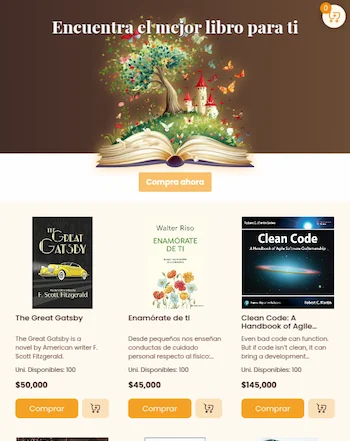 Encuentra el mejor libro para ti
0
Compra ahora
THE GREAT GATSBY
F. Scott Fitzgerald
Walter Riso
ENAMÓRATE
DE TI
Robert C. Martin Series
Clean Code
A Handbook of Agile Software Craftsmanship
Robert C. Martin
The Great Gatsby
The Great Gatsby is a
novel by American writer F.
Scott Fitzgerald.
Uni. Disponibles: 100
$50,000
Comprar
Enamórate de ti
Desde pequeños nos enseñan
conductas de cuidado
personal respecto al físico:...
Uni. Disponibles: 100
$45,000
Comprar
Clean Code: A
Handbook of Agile...
Even bad code can function.
But if code isn't clean, it can
bring a development...
Uni. Disponibles: 100
$145,000
Comprar